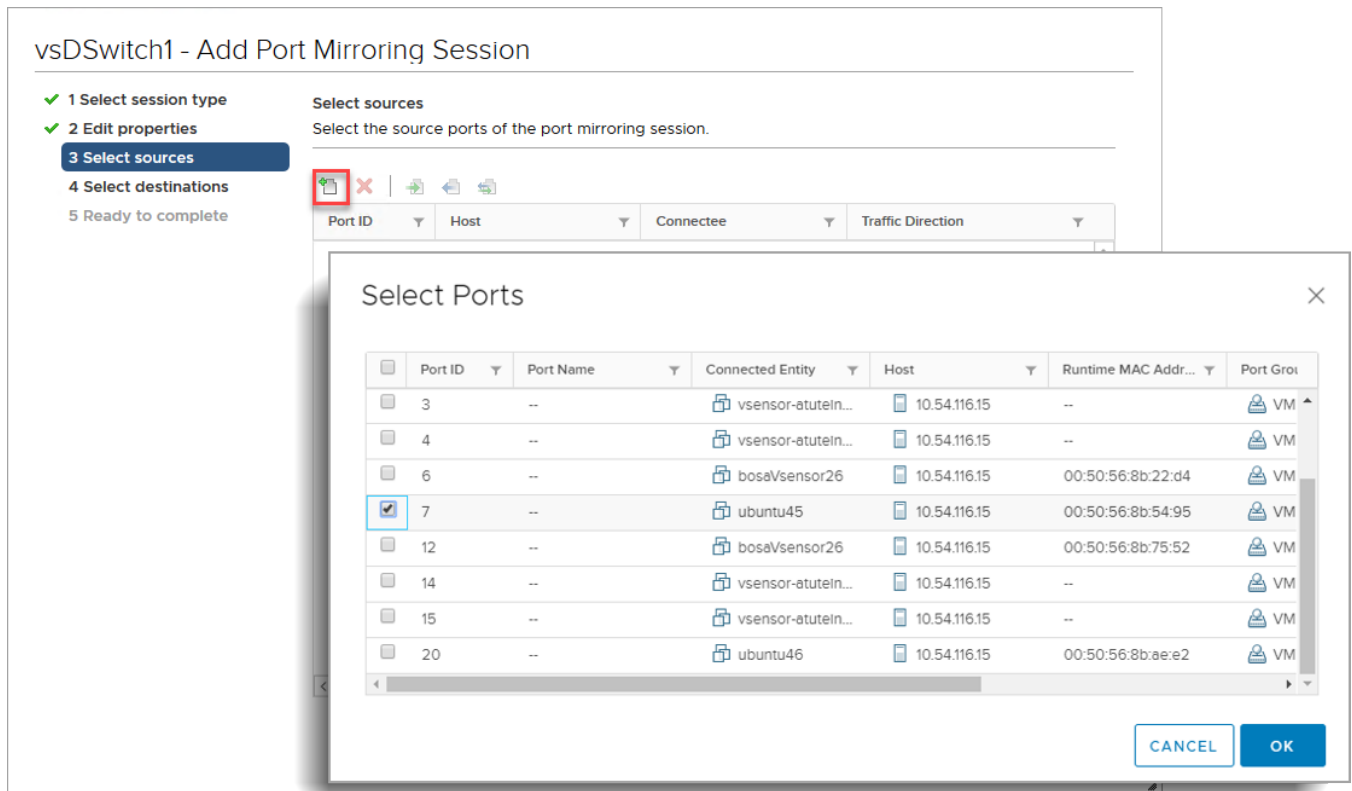 vsDSwitch1 - Add Port Mirroring Session
1 Select session type
2 Edit properties
3 Select sources
4 Select destinations
5 Ready to complete
Select sources
Select the source ports of the port mirroring session.
Port ID Host Connectee Traffic Direction
Select Ports
Port ID Port Name Connected Entity Host Runtime MAC Addr... Port Grou
3 -- vsensor-atuteIn... 10.54.116.15 -- VM
4 -- vsensor-atuteIn... 10.54.116.15 -- VM
6 -- bosaVsensor26 10.54.116.15 00:50:56:8b:22:d4 VM
7 -- ubuntu45 10.54.116.15 00:50:56:8b:54:95 VM
12 -- bosaVsensor26 10.54.116.15 00:50:56:8b:75:52 VM
14 -- vsensor-atuteIn... 10.54.116.15 -- VM
15 -- vsensor-atuteIn... 10.54.116.15 -- VM
20 -- ubuntu46 10.54.116.15 00:50:56:8b:ae:e2 VM
CANCEL OK